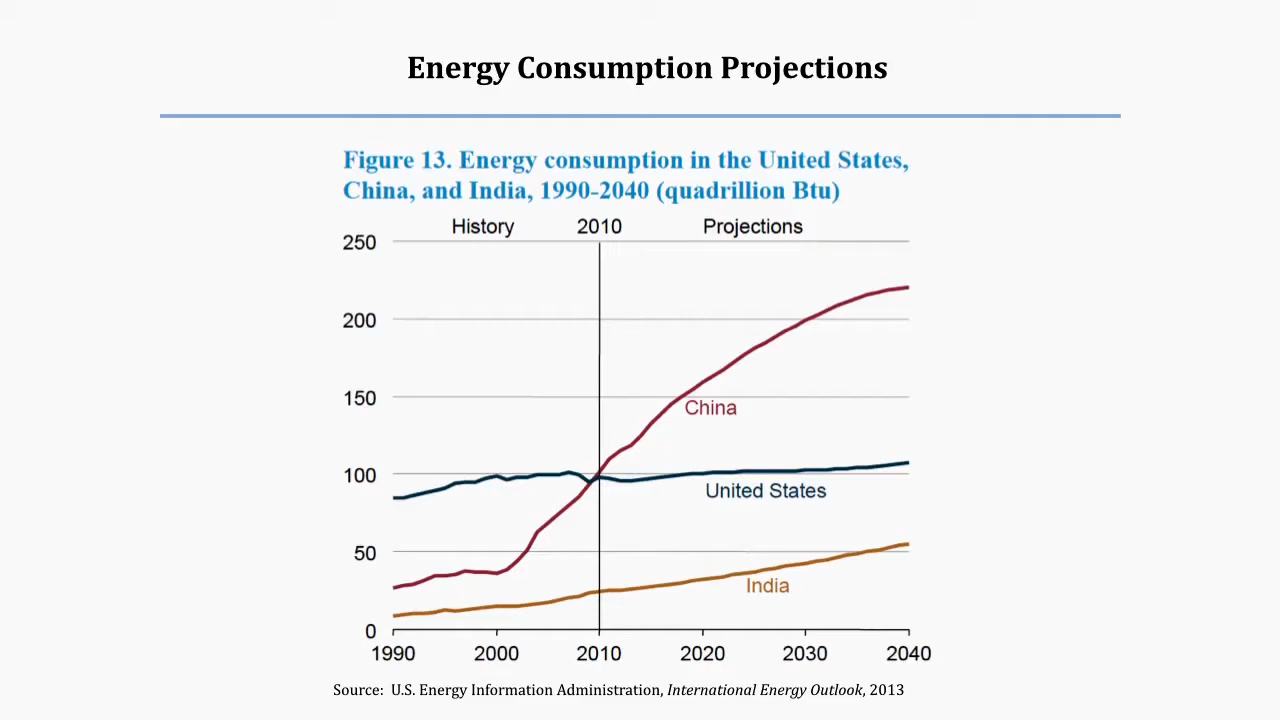 Energy Consumption Projections
Figure 13. Energy consumption in the United States,
China, and India, 1990-2040 (quadrillion Btu)
History 2010 Projections
250
200
150
China
100
United States
50
India
0
1990 2000 2010 2020 2030 2040
Source: U.S. Energy Information Administration, International Energy Outlook, 2013